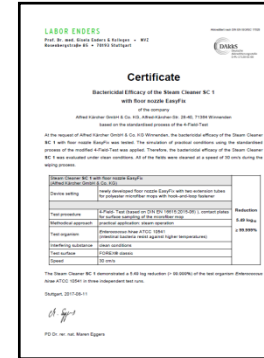 LABOR ENDERS
Prof. Dr. med. Gisela Enders & Kollegen - MVZ
Rosenbergstraße 85 • 70193 Stuttgart
DAkkS
Certificate
Bactericidal Efficacy of the Steam Cleaner SC 1
with floor nozzle EasyFix
of the company
Alfred Kärcher GmbH & Co. KG, Alfred-Kärcher-Str. 28-40, 71364 Winnenden
based on the standardised process of the 4-Field-Test
At the request of Alfred Kärcher GmbH & Co. KG Winnenden, the bactericidal efficacy of the Steam Cleaner
SC 1 with floor nozzle EasyFix was tested. The simulation of practical conditions using the standardised
process of the modified 4-Field-Test was applied. Therefore, the bactericidal efficacy of the Steam Cleaner
SC 1 was evaluated under clean conditions. All of the fields were cleaned at a speed of 30 cm/s during the
wiping process.
Steam Cleaner SC 1 with floor nozzle EasyFix
(Alfred Kärcher GmbH & Co. KG)
Device setting
newly developed floor nozzle EasyFix with two extension tubes
for polyester microfiber mops with hook-and-loop fastener
Test procedure
4-Field- Test (based on DIN EN 16615:2015-06), contact plates
for surface sampling of the microfiber mop
Reduction
Methodical approach
practical application: steam operation
5.49 log10
Test organism
Enterococcus hirae ATCC 10541
(intestinal bacteria resist against higher temperatures)
≥ 99.999%
Interfering substance
clean conditions
Test surface
FOREX® classic
Speed
30 cm/s
The Steam Cleaner SC 1 demonstrated a 5.49 log reduction (> 99.999%) of the test organism Enterococcus
hirae ATCC 10541 in three independent test runs.
Stuttgart, 2017-08-11
PD Dr. rer. nat. Maren Eggers